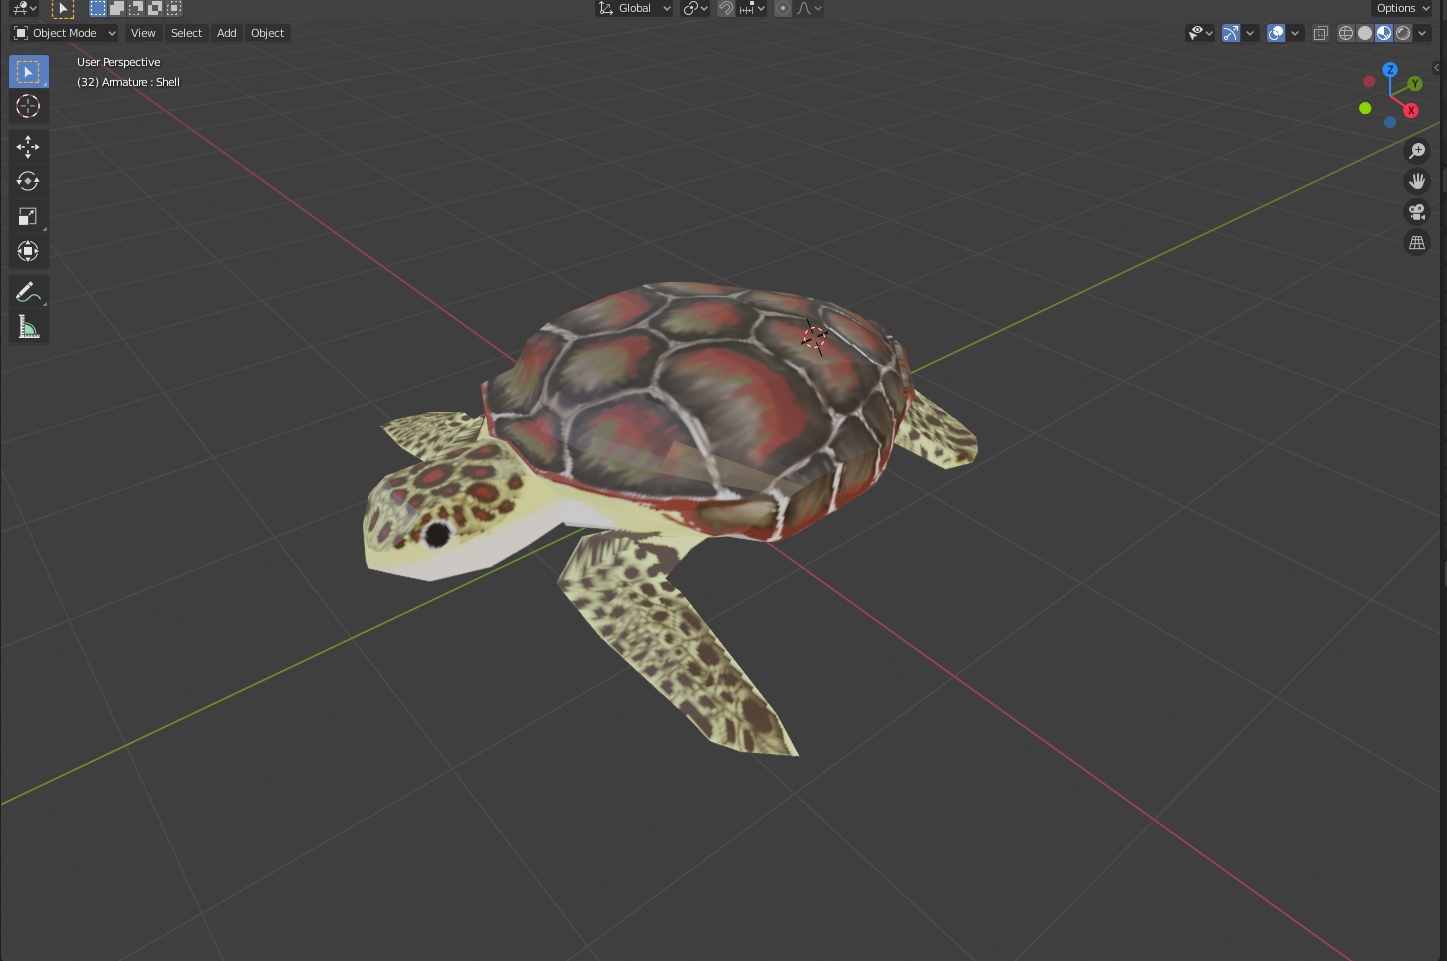 Global
Options
Object Mode View Select Add Object
User Perspective
(32) Armature : Shell
Z
Y
X